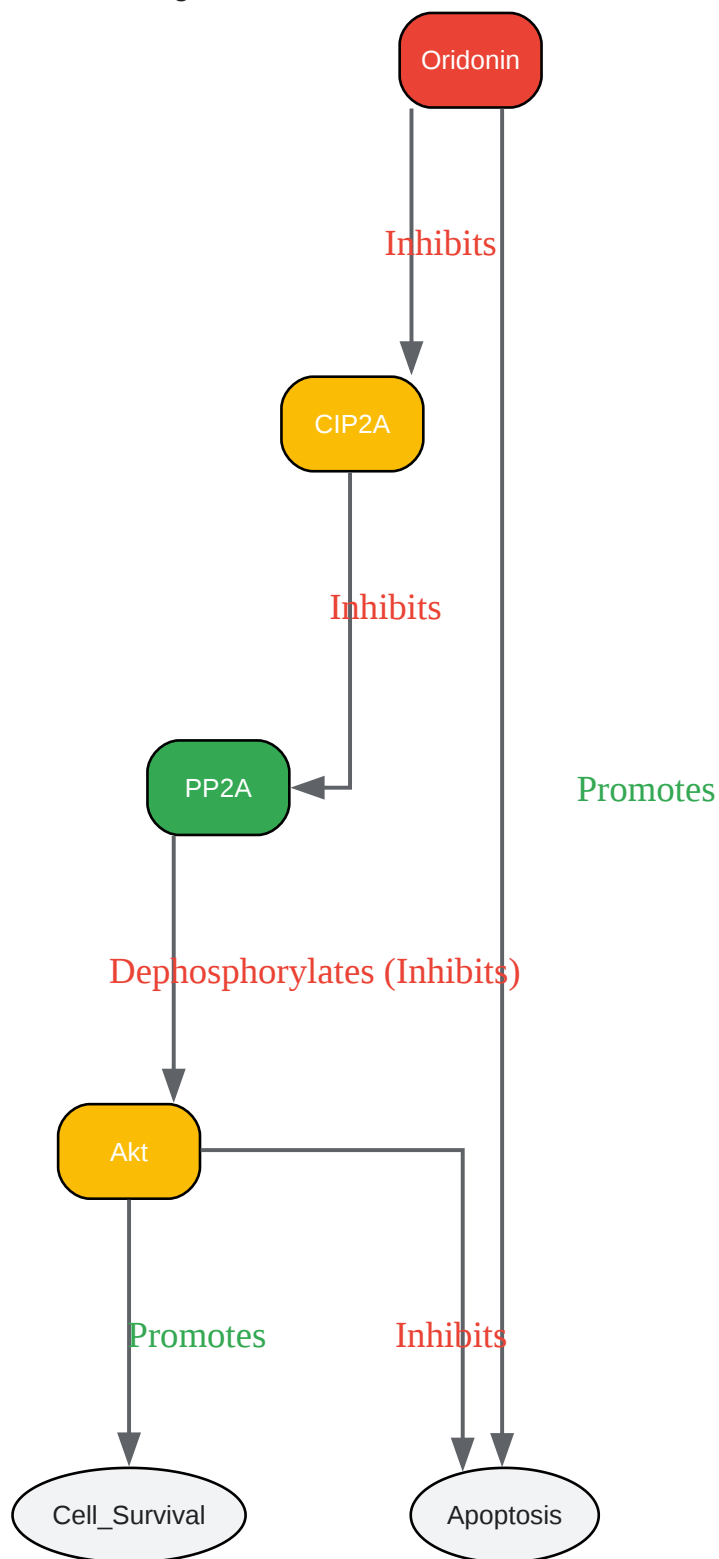 Oridonin
Inhibits
CIP2A
Inhibits
PP2A
Promotes
Dephosphorylates (Inhibits)
Akt
Promotes
Inhibits
Cell_Survival
Apoptosis